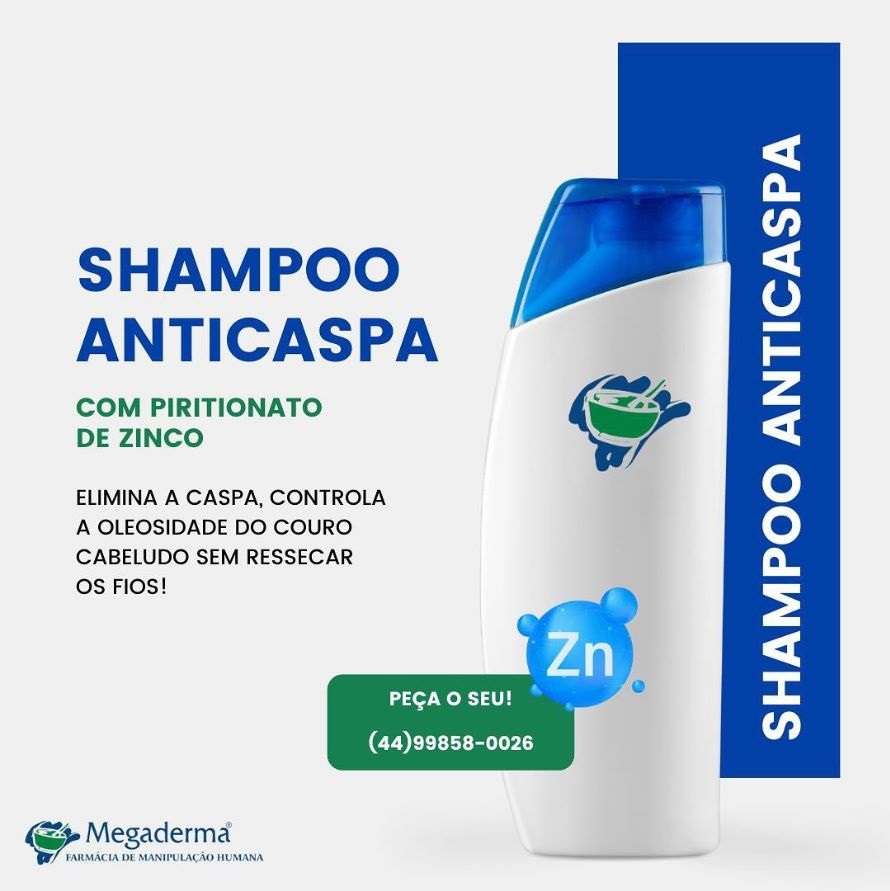 SHAMPOO
ANTICASPA
COM PIRITIONATO
DE ZINCO
ELIMINA A CASPA, CONTROLA
A OLEOSIDADE DO COURO
CABELUDO SEM RESSECAR
OS FIOS!
Zn
PEÇA O SEU!
(44)99858-0026
SHAMPOO ANTICASPA
Megaderma®
FARMÁCIA DE MANIPULAÇÃO HUMANA